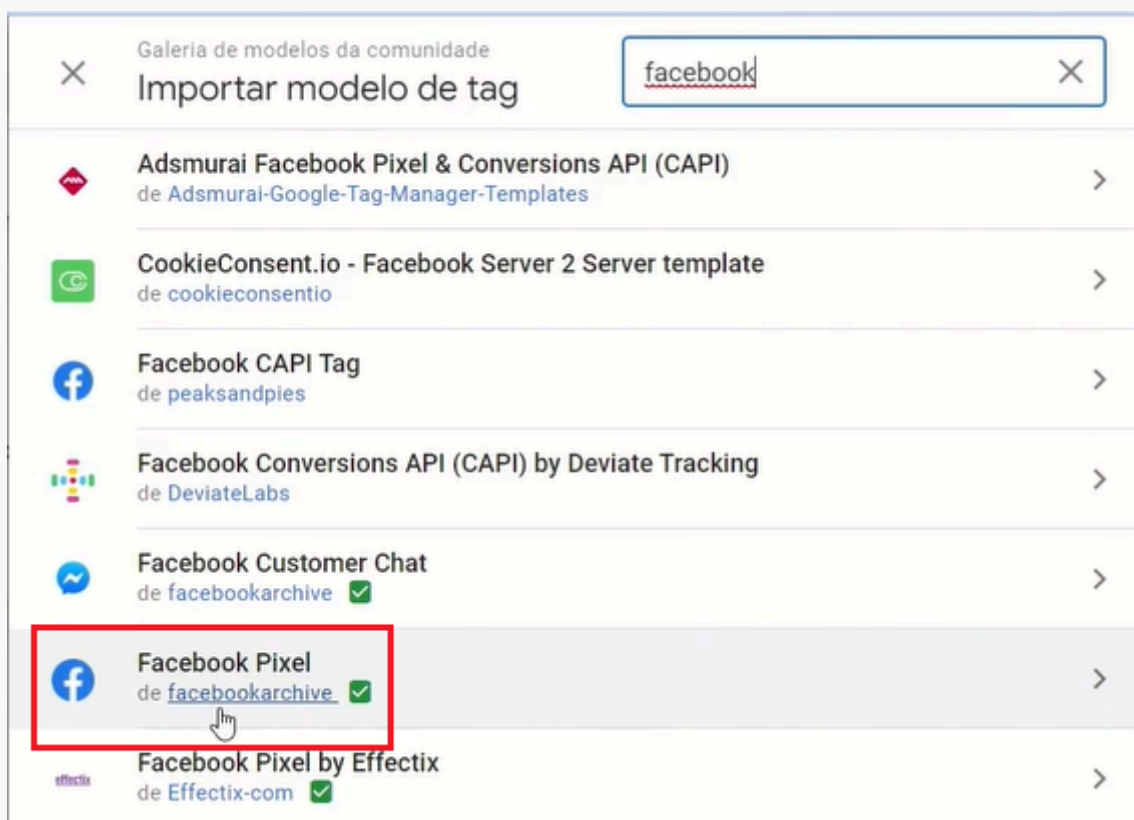 Galeria de modelos da comunidade
Importar modelo de tag
facebook
Adsmurai Facebook Pixel & Conversions API (CAPI)
de Adsmurai-Google-Tag-Manager-Templates
CookieConsent.io - Facebook Server 2 Server template
de cookieconsentio
Facebook CAPI Tag
de peaksandpies
Facebook Conversions API (CAPI) by Deviate Tracking
de DeviateLabs
Facebook Customer Chat
de facebookarchive
Facebook Pixel
de facebookarchive
Facebook Pixel by Effectix
effectix
de Effectix-com